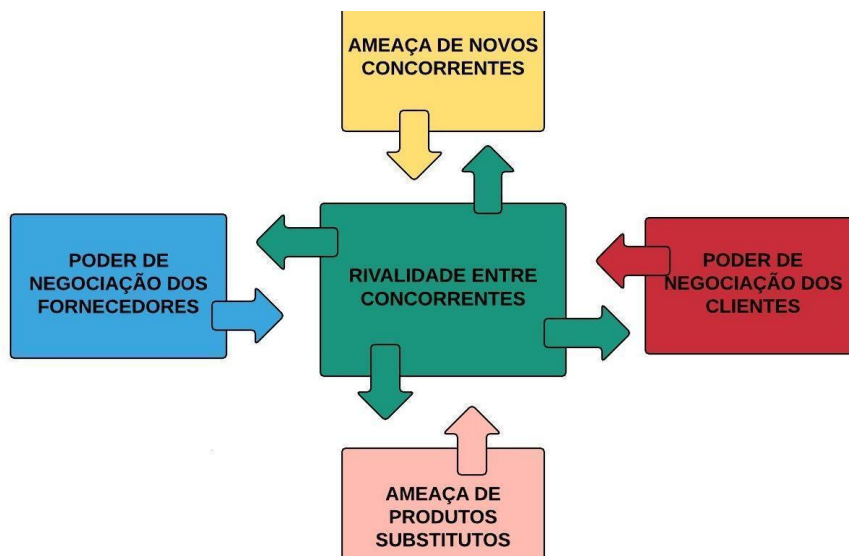 AMEAÇA DE NOVOS
CONCORRENTES
PODER DE
NEGOCIAÇÃO DOS
FORNECEDORES
RIVALIDADE ENTRE
CONCORRENTES
PODER DE
NEGOCIAÇÃO DOS
CLIENTES
AMEAÇA DE
PRODUTOS
SUBSTITUTOS